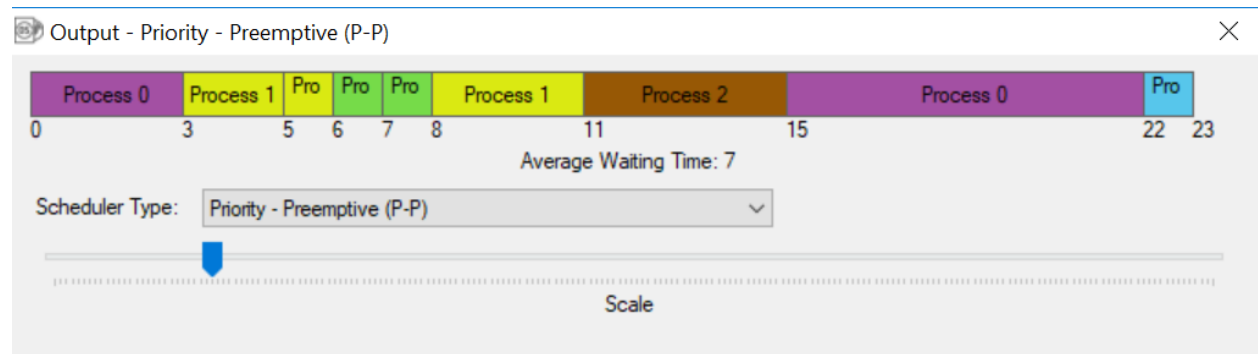 Output - Priority - Preemptive (P-P)
Process 0 Process 1 Pro Pro Pro Process 1 Process 2 Process 0 Pro
0 3 5 6 7 8 11 15 22 23
Average Waiting Time: 7
Scheduler Type: Priority - Preemptive (P-P)
Scale